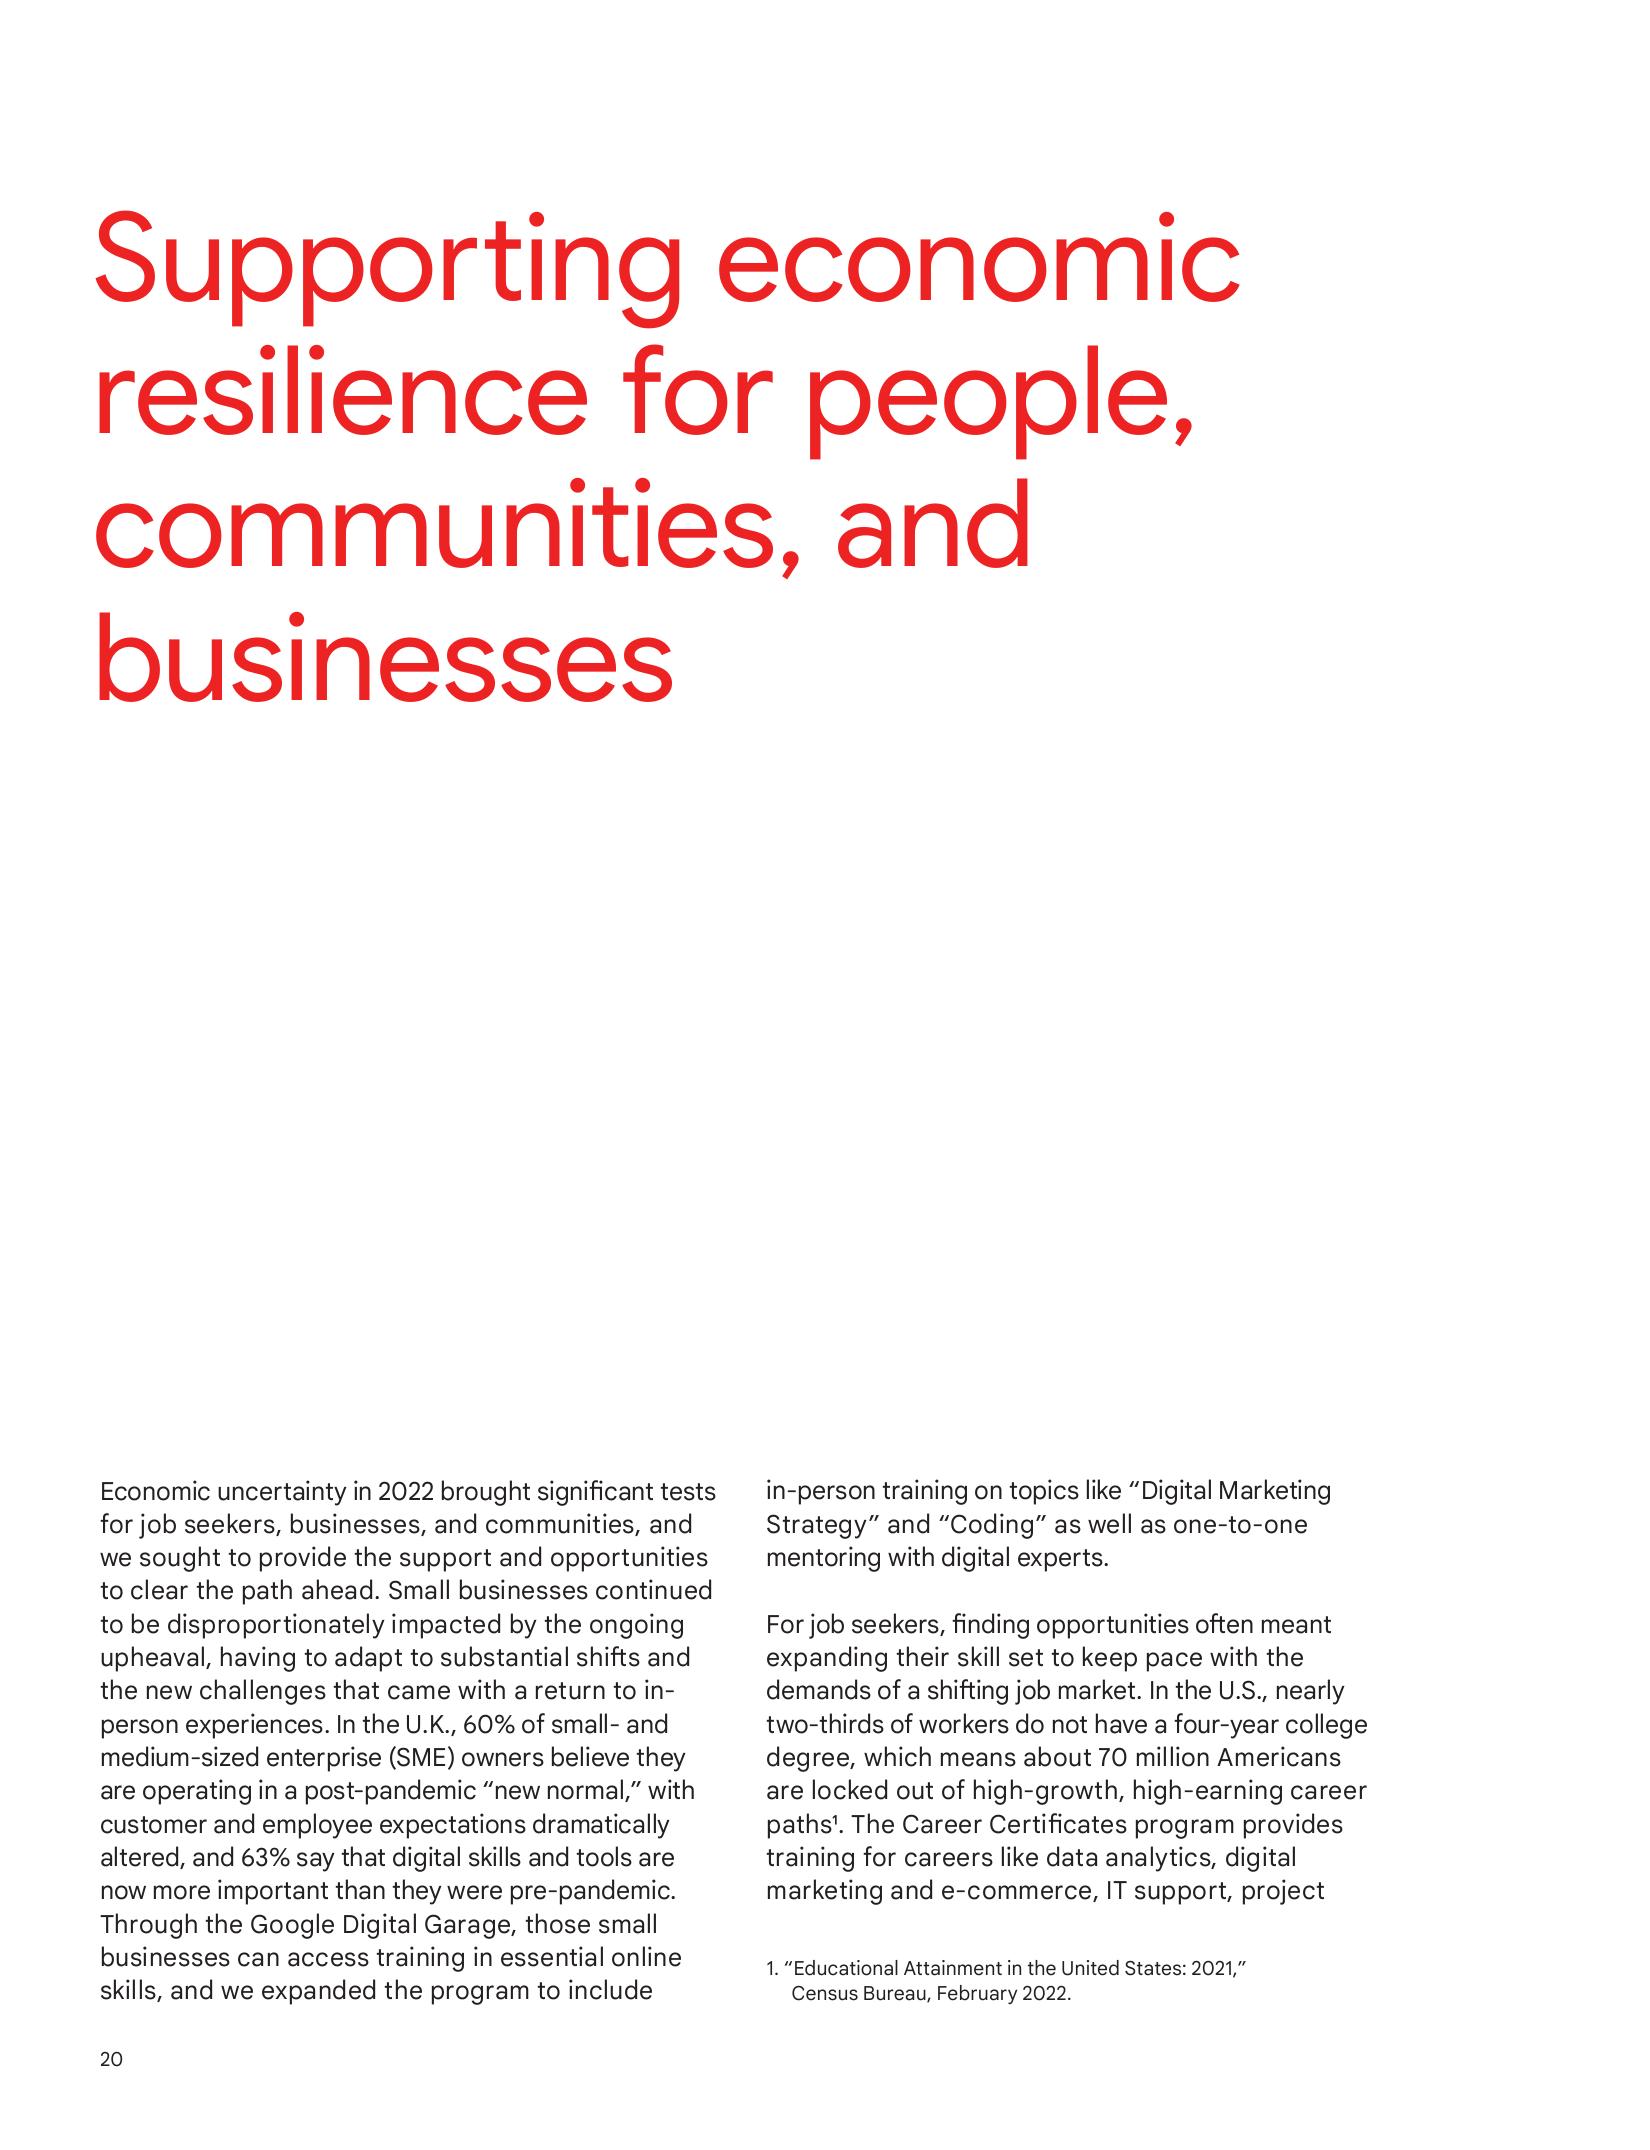 Supporting economic
resilience for people,
communities, and
businesses
Economic uncertainty in 2022 brought significant tests
for job seekers, businesses, and communities, and
we sought to provide the support and opportunities
to clear the path ahead. Small businesses continued
to be disproportionately impacted by the ongoing
upheaval, having to adapt to substantial shifts and
the new challenges that came with a return to in-
person experiences. In the U.K., 60% of small- and
medium-sized enterprise (SME) owners believe they
are operating in a post-pandemic “new normal,” with
customer and employee expectations dramatically
altered, and 63% say that digital skills and tools are
now more important than they were pre-pandemic.
Through the Google Digital Garage, those small
businesses can access training in essential online
skills, and we expanded the program to include
in-person training on topics like “Digital Marketing
Strategy” and “Coding” as well as one-to-one
mentoring with digital experts.
For job seekers, finding opportunities often meant
expanding their skill set to keep pace with the
demands of a shifting job market. In the U.S., nearly
two-thirds of workers do not have a four-year college
degree, which means about 70 million Americans
are locked out of high-growth, high-earning career
paths¹. The Career Certificates program provides
training for careers like data analytics, digital
marketing and e-commerce, IT support, project
1. “Educational Attainment in the United States: 2021,”
Census Bureau, February 2022.
20